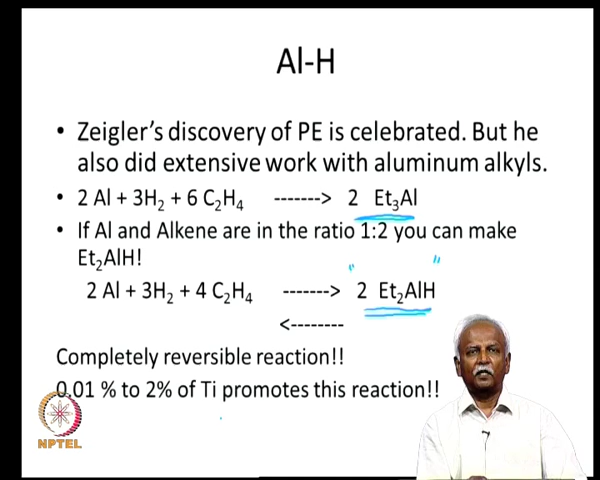 Al-H
• Zeigler’s discovery of PE is celebrated. But he
also did extensive work with aluminum alkyls.
• 2 Al + 3H₂ + 6 C₂H₄ -------> 2 Et₃Al
• If Al and Alkene are in the ratio 1:2 you can make
Et₂AlH!
2 Al + 3H₂ + 4 C₂H₄ -------> 2 Et₂AlH
<--------
Completely reversible reaction!!
0.01 % to 2% of Ti promotes this reaction!!
NPTEL